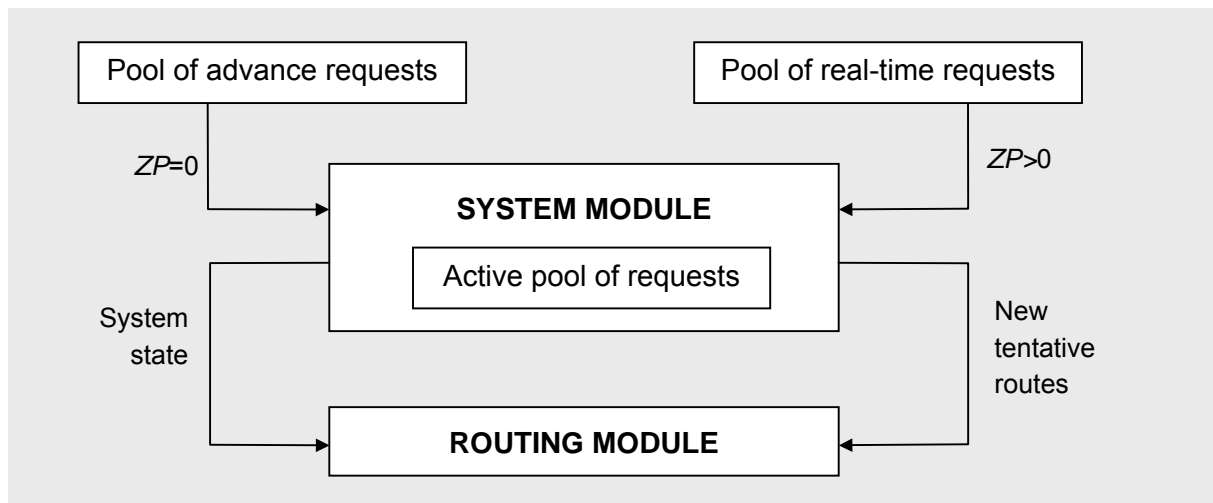 Pool of advance requests
Pool of real-time requests
ZP=0
ZP>0
SYSTEM MODULE
Active pool of requests
System
state
New
tentative
routes
ROUTING MODULE